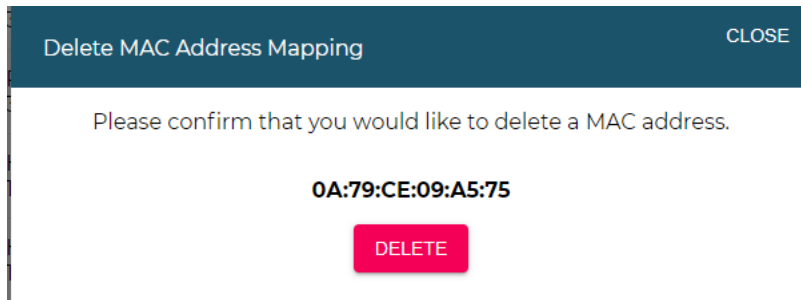 Delete MAC Address Mapping
CLOSE
Please confirm that you would like to delete a MAC address.
0A:79:CE:09:A5:75
DELETE